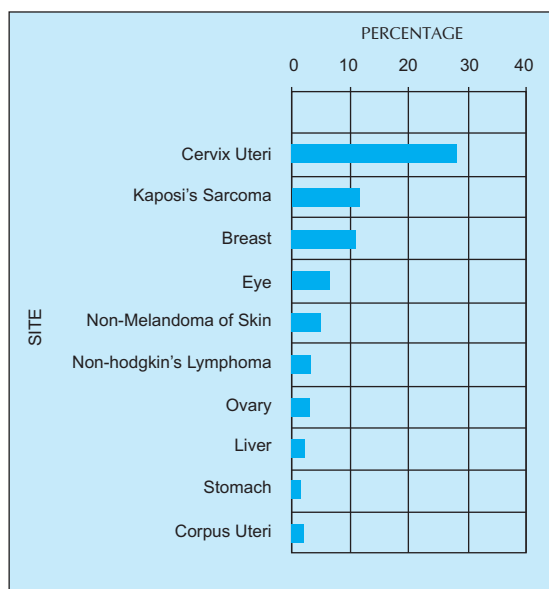 PERCENTAGE
0 10 20 30 40
SITE
Cervix Uteri
Kaposi's Sarcoma
Breast
Eye
Non-Melandoma of Skin
Non-hodgkin's Lymphoma
Ovary
Liver
Stomach
Corpus Uteri